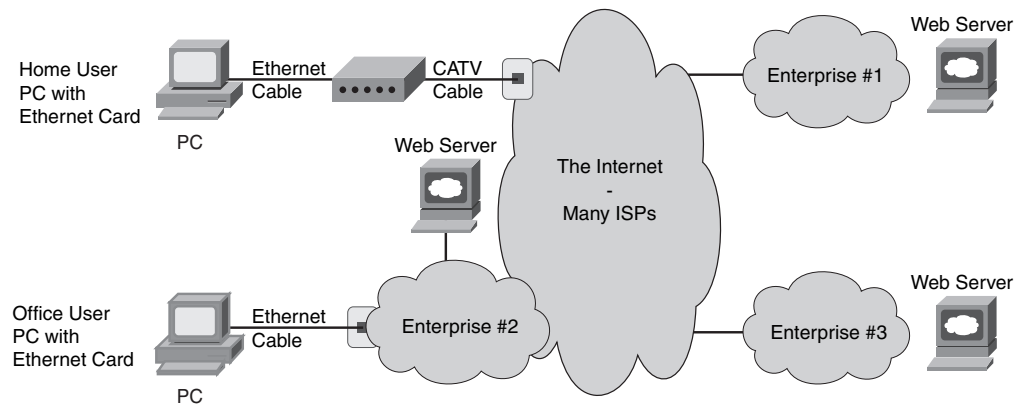 Home User
PC with
Ethernet Card
PC
Ethernet
Cable
CATV
Cable
The Internet
-
Many ISPs
Enterprise #1
Web Server
Web Server
Enterprise #2
Office User
PC with
Ethernet Card
PC
Ethernet
Cable
Enterprise #3
Web Server